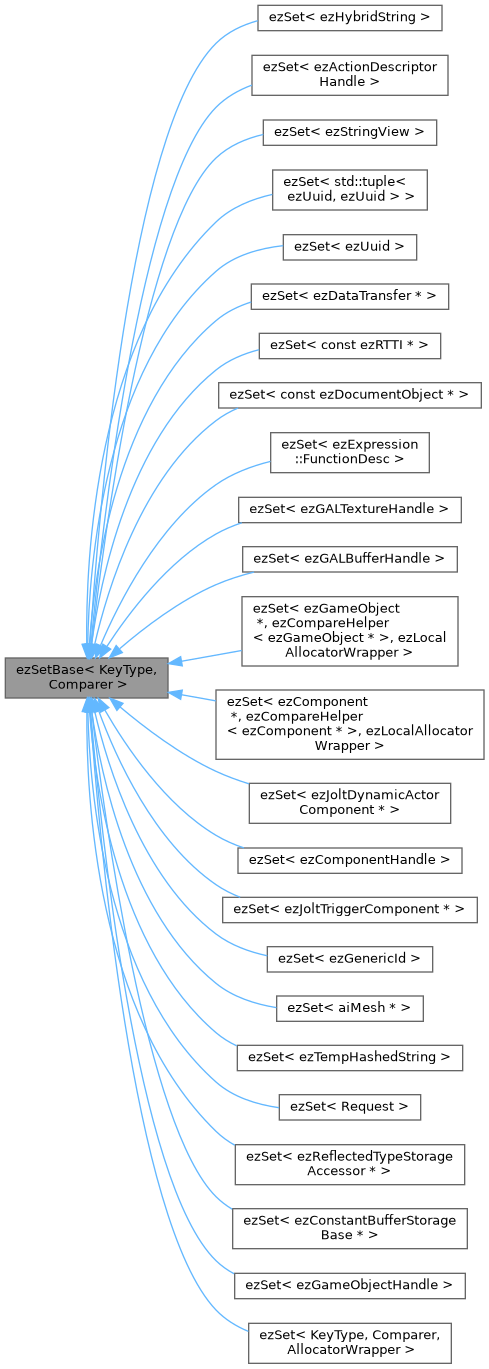 ezSet< ezHybridString >
ezSet< ezActionDescriptor
Handle >
ezSet< ezStringView >
ezSet< std::tuple<
ezUuid, ezUuid > >
ezSet< ezUuid >
ezSet< ezDataTransfer * >
ezSet< const ezRTTI * >
ezSet< const ezDocumentObject * >
ezSet< ezExpression
::FunctionDesc >
ezSet< ezGALTextureHandle >
ezSet< ezGALBufferHandle >
ezSet< ezGameObject
*, ezCompareHelper
< ezGameObject * >, ezLocal
AllocatorWrapper >
ezSetBase< KeyType,
Comparer >
ezSet< ezComponent
*, ezCompareHelper
< ezComponent * >, ezLocalAllocator
Wrapper >
ezSet< ezJoltDynamicActor
Component * >
ezSet< ezComponentHandle >
ezSet< ezJoltTriggerComponent * >
ezSet< ezGenericId >
ezSet< aiMesh * >
ezSet< ezTempHashedString >
ezSet< Request >
ezSet< ezReflectedTypeStorage
Accessor * >
ezSet< ezConstantBufferStorage
Base * >
ezSet< ezGameObjectHandle >
ezSet< KeyType, Comparer,
AllocatorWrapper >